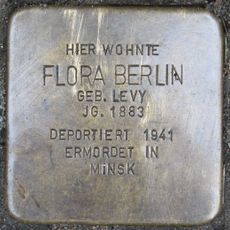 HIER WOHNTE
FLORA BERLIN
GEB. LEVY
JG. 1883
DEPORTIERT 1941
ERMORDET IN
MINSK